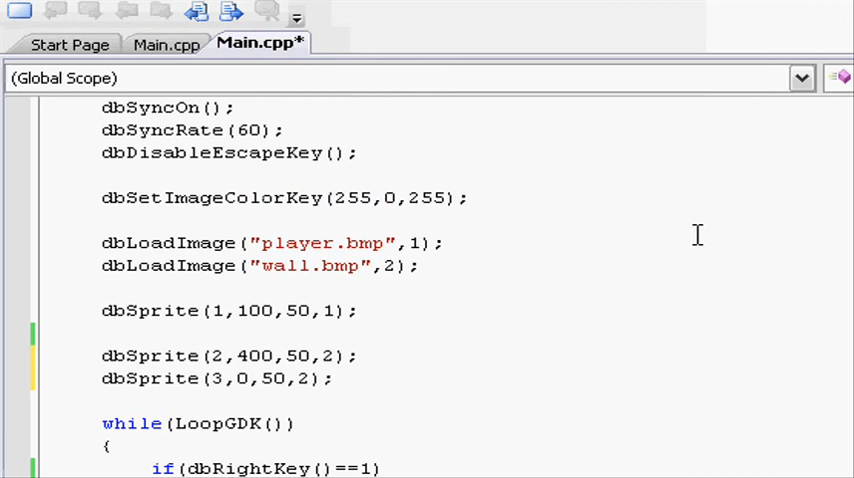 Start Page
Main.cpp
Main.cpp*
(Global Scope)
dbSyncOn();
dbSyncRate(60);
dbDisableEscapeKey();
dbSetImageColorKey(255,0,255);
dbLoadImage("player.bmp",1);
dbLoadImage("wall.bmp",2);
dbSprite(1,100,50,1);
dbSprite(2,400,50,2);
dbSprite(3,0,50,2);
while(LoopGDK())
{
if(dbRightKey()==1)